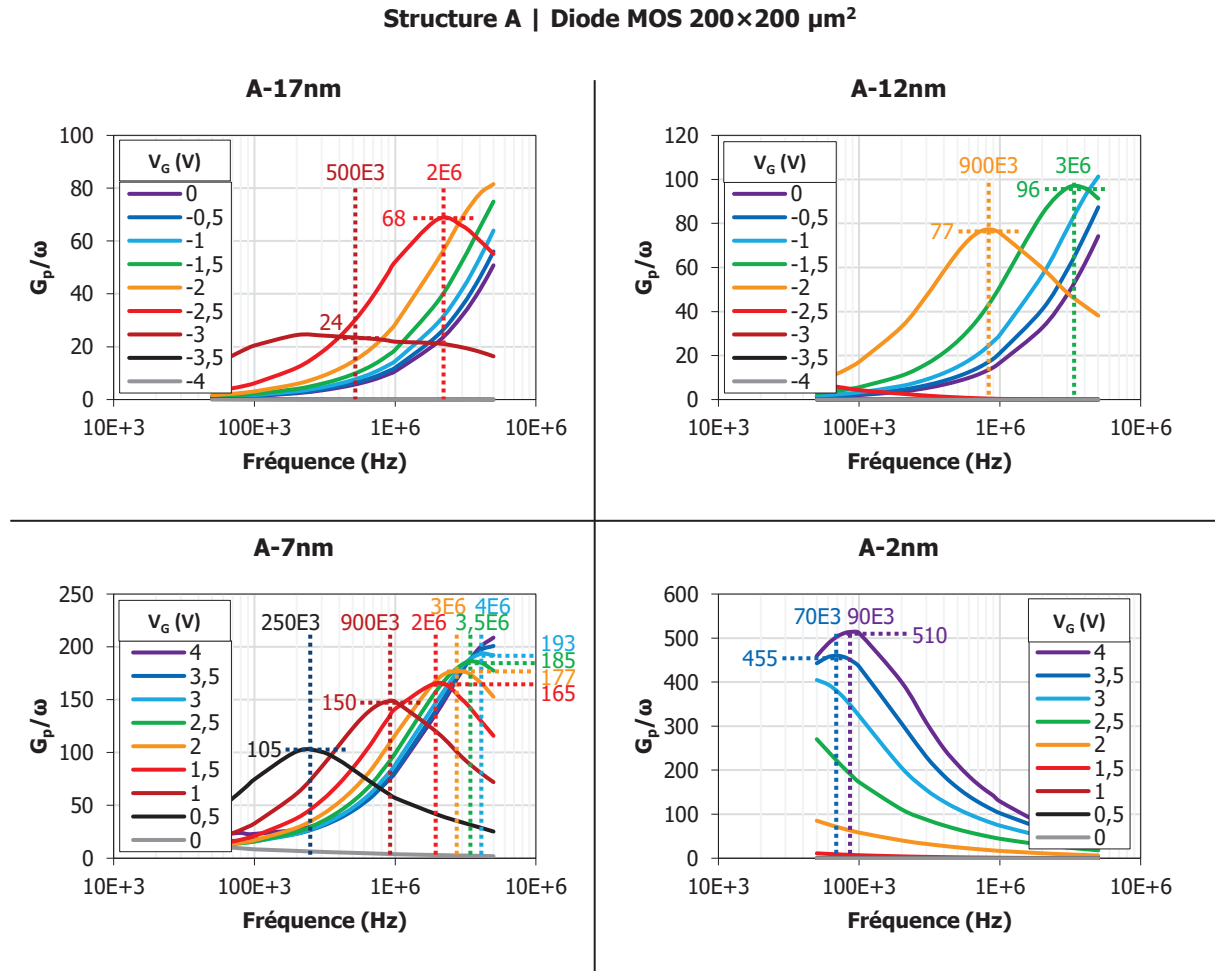 Structure A | Diode MOS 200×200 µm²
A-17nm
G_p/ω
100
80
60
40
20
0
V_G (V)
0
-0,5
-1
-1,5
-2
-2,5
-3
-3,5
-4
500E3
2E6
68
24
10E+3
100E+3
1E+6
10E+6
Fréquence (Hz)
A-12nm
G_p/ω
120
100
80
60
40
20
0
V_G (V)
0
-0,5
-1
-1,5
-2
-2,5
-3
-3,5
-4
900E3
3E6
96
77
10E+3
100E+3
1E+6
10E+6
Fréquence (Hz)
A-7nm
G_p/ω
250
200
150
100
50
0
V_G (V)
4
3,5
3
2,5
2
1,5
1
0,5
0
3E6
4E6
250E3
900E3
2E6
3,5E6
193
185
177
165
150
105
10E+3
100E+3
1E+6
10E+6
Fréquence (Hz)
A-2nm
G_p/ω
600
500
400
300
200
100
0
70E3
90E3
510
455
V_G (V)
4
3,5
3
2,5
2
1,5
1
0,5
0
10E+3
100E+3
1E+6
10E+6
Fréquence (Hz)